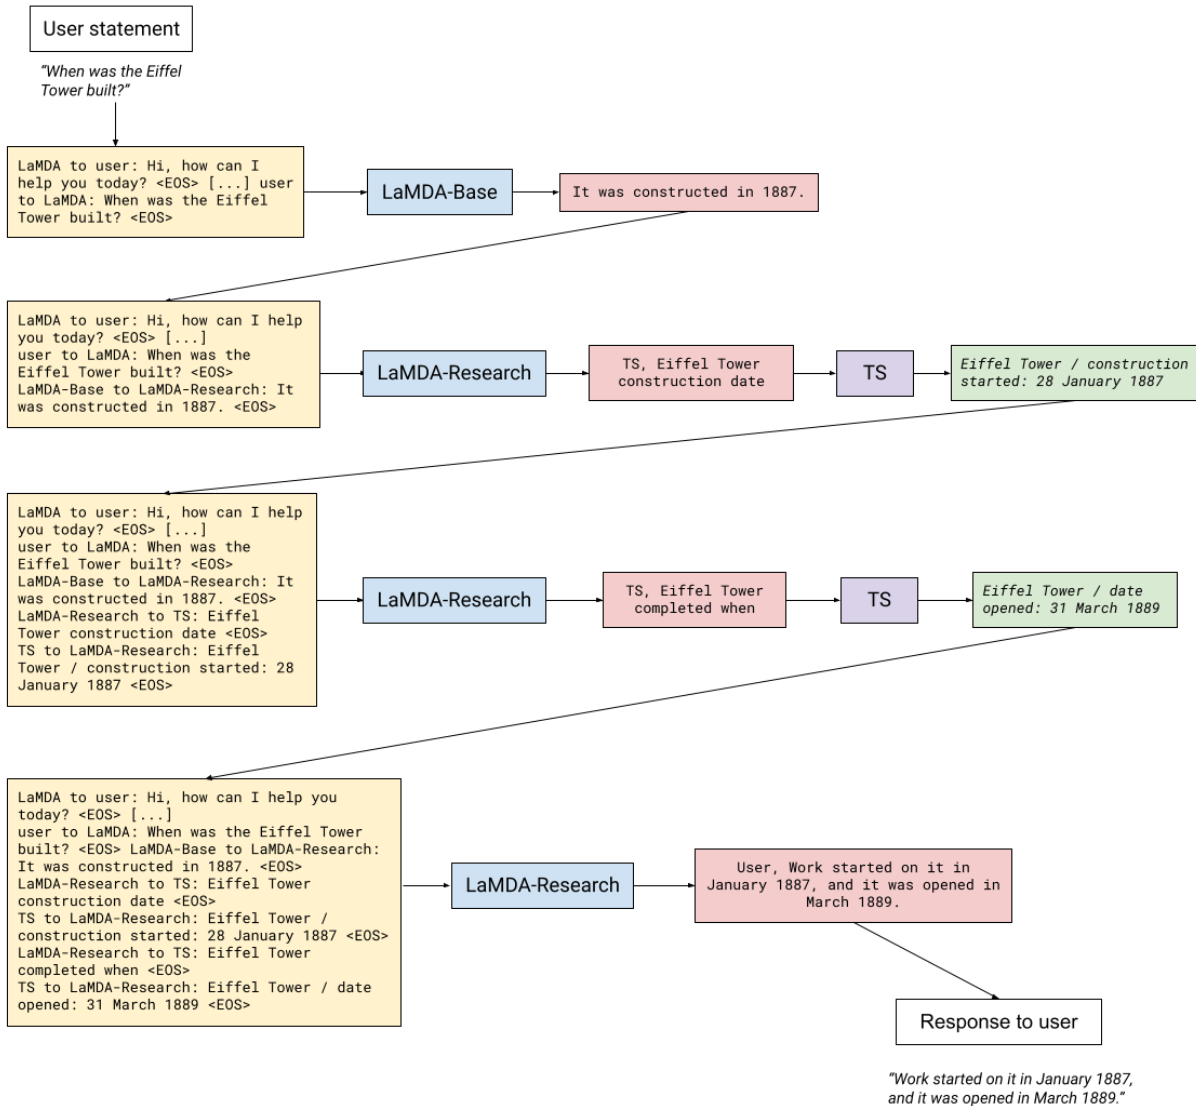 User statement
"When was the Eiffel
Tower built?"
LaMDA to user: Hi, how can I
help you today? <EOS> [...] user
to LaMDA: When was the Eiffel
Tower built? <EOS>
LaMDA-Base
It was constructed in 1887.
LaMDA to user: Hi, how can I help
you today? <EOS> [...]
user to LaMDA: When was the
Eiffel Tower built? <EOS>
LaMDA-Base to LaMDA-Research: It
was constructed in 1887. <EOS>
LaMDA-Research
TS, Eiffel Tower
construction date
TS
Eiffel Tower / construction
started: 28 January 1887
LaMDA to user: Hi, how can I help
you today? <EOS> [...]
user to LaMDA: When was the
Eiffel Tower built? <EOS>
LaMDA-Base to LaMDA-Research: It
was constructed in 1887. <EOS>
LaMDA-Research to TS: Eiffel
Tower construction date <EOS>
TS to LaMDA-Research: Eiffel
Tower / construction started: 28
January 1887 <EOS>
LaMDA-Research
TS, Eiffel Tower
completed when
TS
Eiffel Tower / date
opened: 31 March 1889
LaMDA to user: Hi, how can I help you
today? <EOS> [...]
user to LaMDA: When was the Eiffel Tower
built? <EOS> LaMDA-Base to LaMDA-Research:
It was constructed in 1887. <EOS>
LaMDA-Research to TS: Eiffel Tower
construction date <EOS>
TS to LaMDA-Research: Eiffel Tower /
construction started: 28 January 1887 <EOS>
LaMDA-Research to TS: Eiffel Tower
completed when <EOS>
TS to LaMDA-Research: Eiffel Tower / date
opened: 31 March 1889 <EOS>
LaMDA-Research
User, Work started on it in
January 1887, and it was opened in
March 1889.
Response to user
"Work started on it in January 1887,
and it was opened in March 1889."